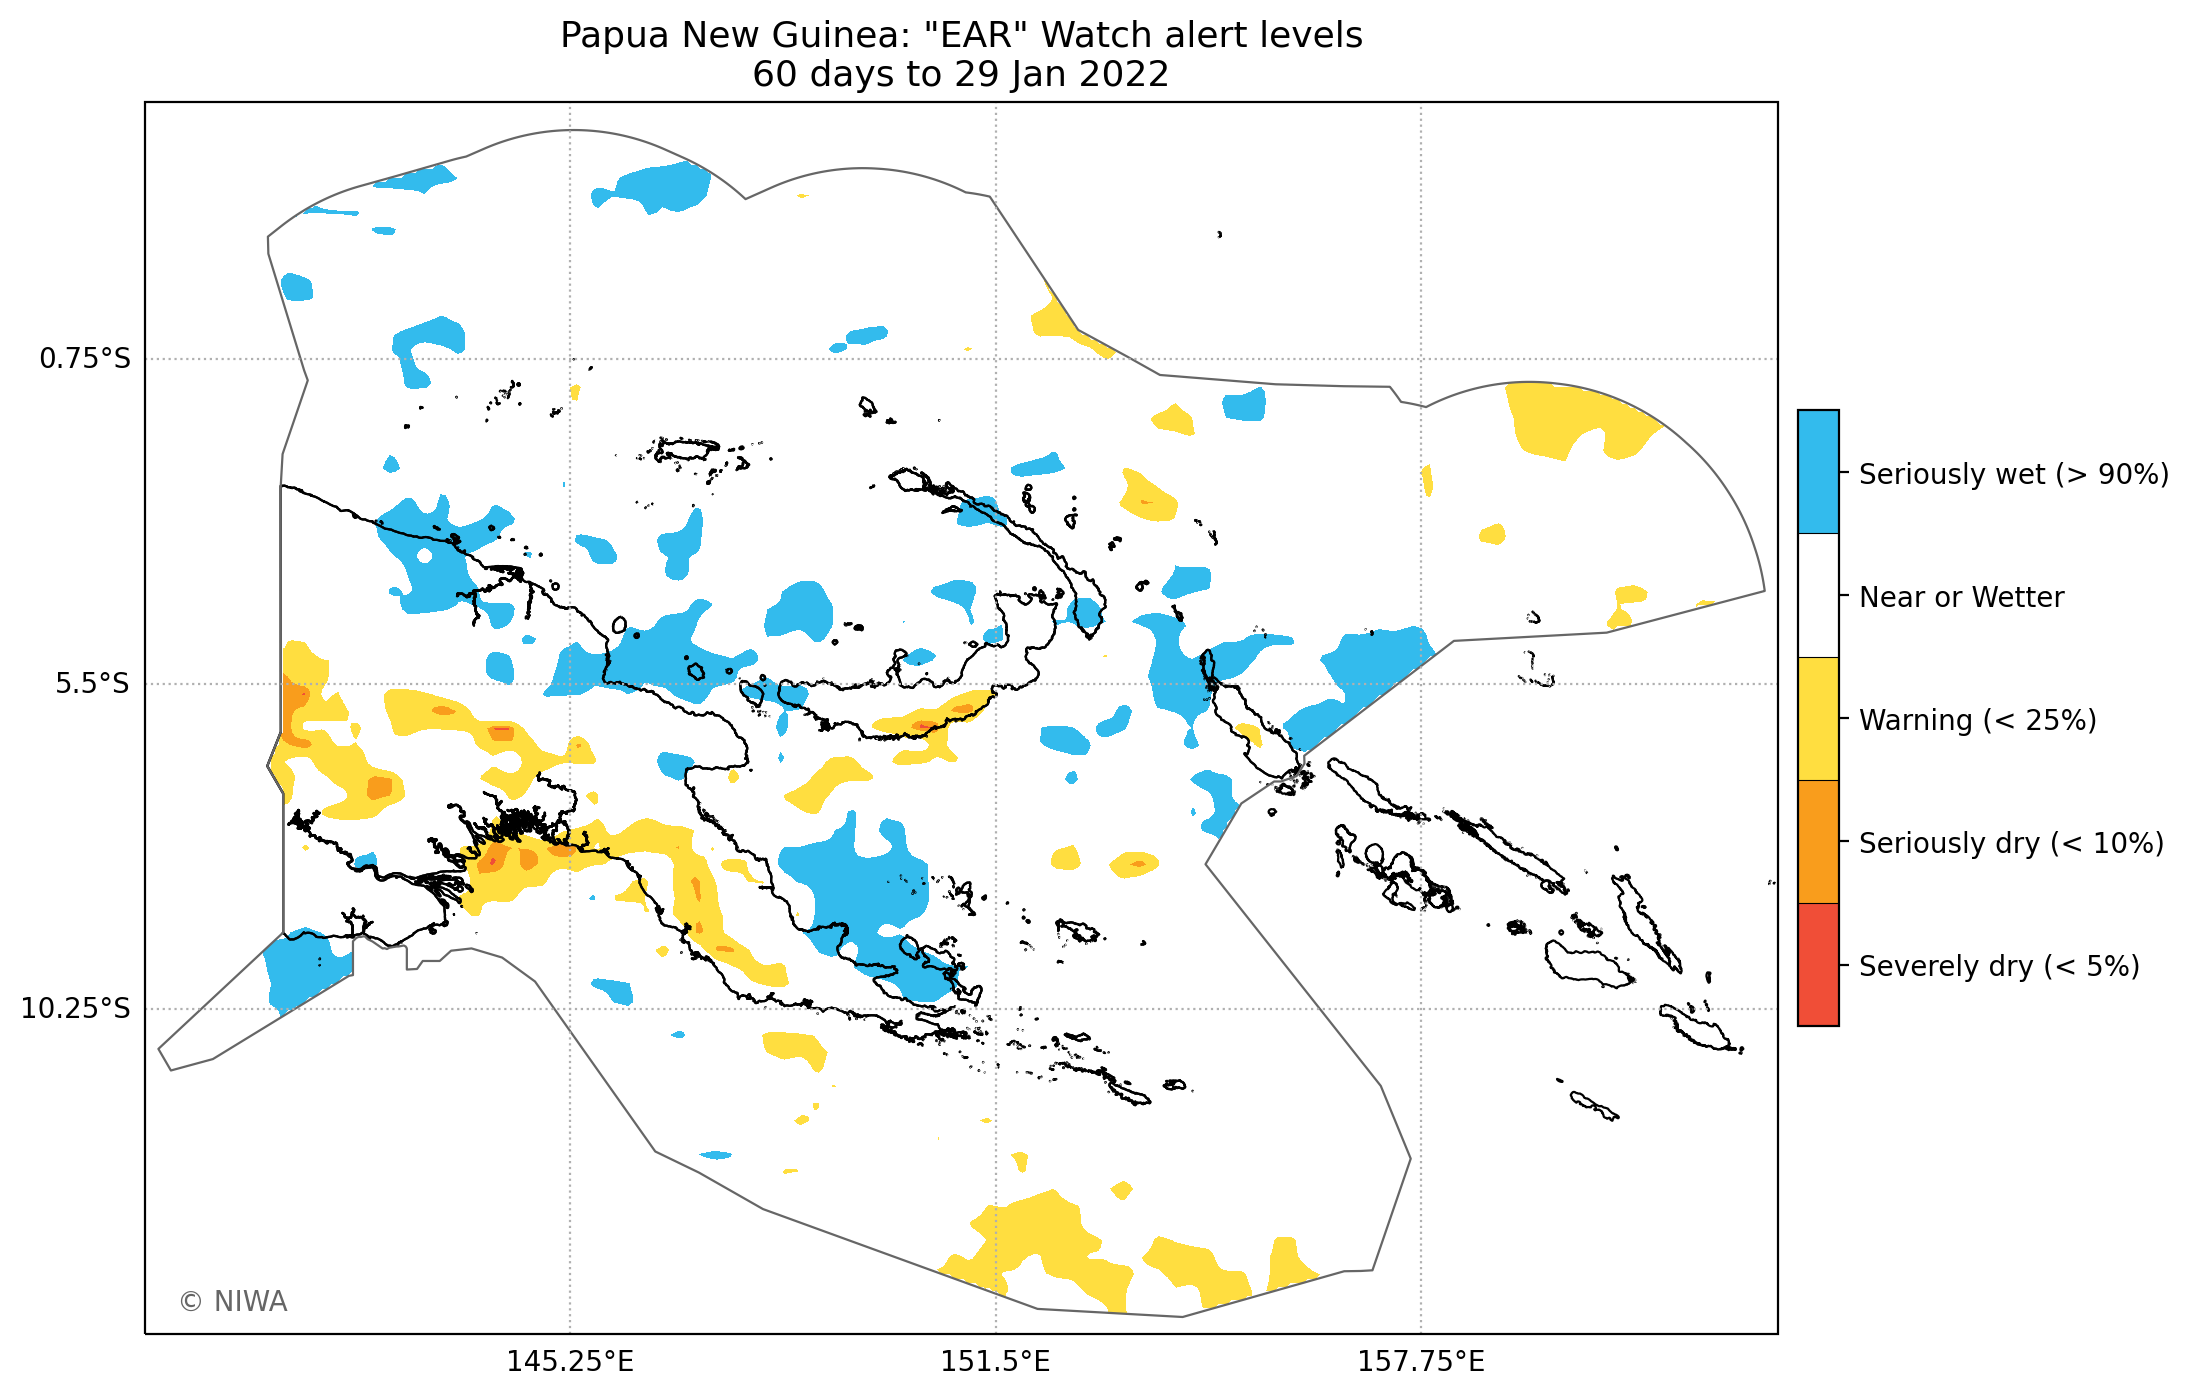 Papua New Guinea: "EAR" Watch alert levels
60 days to 29 Jan 2022
0.75°S
5.5°S
10.25°S
145.25°E
151.5°E
157.75°E
Seriously wet (> 90%)
Near or Wetter
Warning (< 25%)
Seriously dry (< 10%)
Severely dry (< 5%)
© NIWA